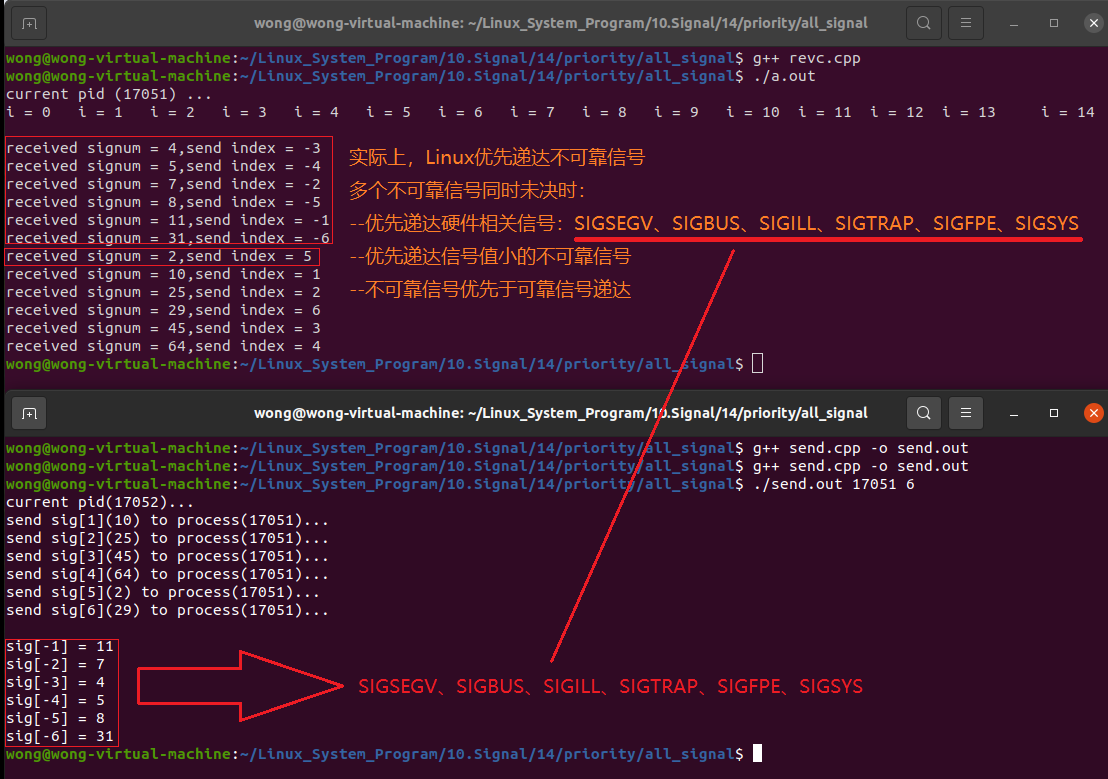 wong@wong-virtual-machine: ~/Linux_System_Program/10.Signal/14/priority/all_signal
wong@wong-virtual-machine:~/Linux_System_Program/10.Signal/14/priority/all_signal$ g++ revc.cpp
wong@wong-virtual-machine:~/Linux_System_Program/10.Signal/14/priority/all_signal$ ./a.out
current pid (17051) ...
i = 0 i = 1 i = 2 i = 3 i = 4 i = 5 i = 6 i = 7 i = 8 i = 9 i = 10 i = 11 i = 12 i = 13 i = 14
received signum = 4,send index = -3
received signum = 5,send index = -4
received signum = 7,send index = -2
received signum = 8,send index = -5
received signum = 11,send index = -1
received signum = 31,send index = -6
received signum = 2,send index = 5
received signum = 10,send index = 1
received signum = 25,send index = 2
received signum = 29,send index = 6
received signum = 45,send index = 3
received signum = 64,send index = 4
wong@wong-virtual-machine:~/Linux_System_Program/10.Signal/14/priority/all_signal$
实际上，Linux优先递达不可靠信号
多个不可靠信号同时未决时：
--优先递达硬件相关信号：SIGSEGV、SIGBUS、SIGILL、SIGTRAP、SIGFPE、SIGSYS
--优先递达信号值小的不可靠信号
--不可靠信号优先于可靠信号递达
wong@wong-virtual-machine: ~/Linux_System_Program/10.Signal/14/priority/all_signal
wong@wong-virtual-machine:~/Linux_System_Program/10.Signal/14/priority/all_signal$ g++ send.cpp -o send.out
wong@wong-virtual-machine:~/Linux_System_Program/10.Signal/14/priority/all_signal$ g++ send.cpp -o send.out
wong@wong-virtual-machine:~/Linux_System_Program/10.Signal/14/priority/all_signal$ ./send.out 17051 6
current pid(17052)...
send sig[1](10) to process(17051)...
send sig[2](25) to process(17051)...
send sig[3](45) to process(17051)...
send sig[4](64) to process(17051)...
send sig[5](2) to process(17051)...
send sig[6](29) to process(17051)...
sig[-1] = 11
sig[-2] = 7
sig[-3] = 4
sig[-4] = 5
sig[-5] = 8
sig[-6] = 31
SIGSEGV、SIGBUS、SIGILL、SIGTRAP、SIGFPE、SIGSYS
wong@wong-virtual-machine:~/Linux_System_Program/10.Signal/14/priority/all_signal$